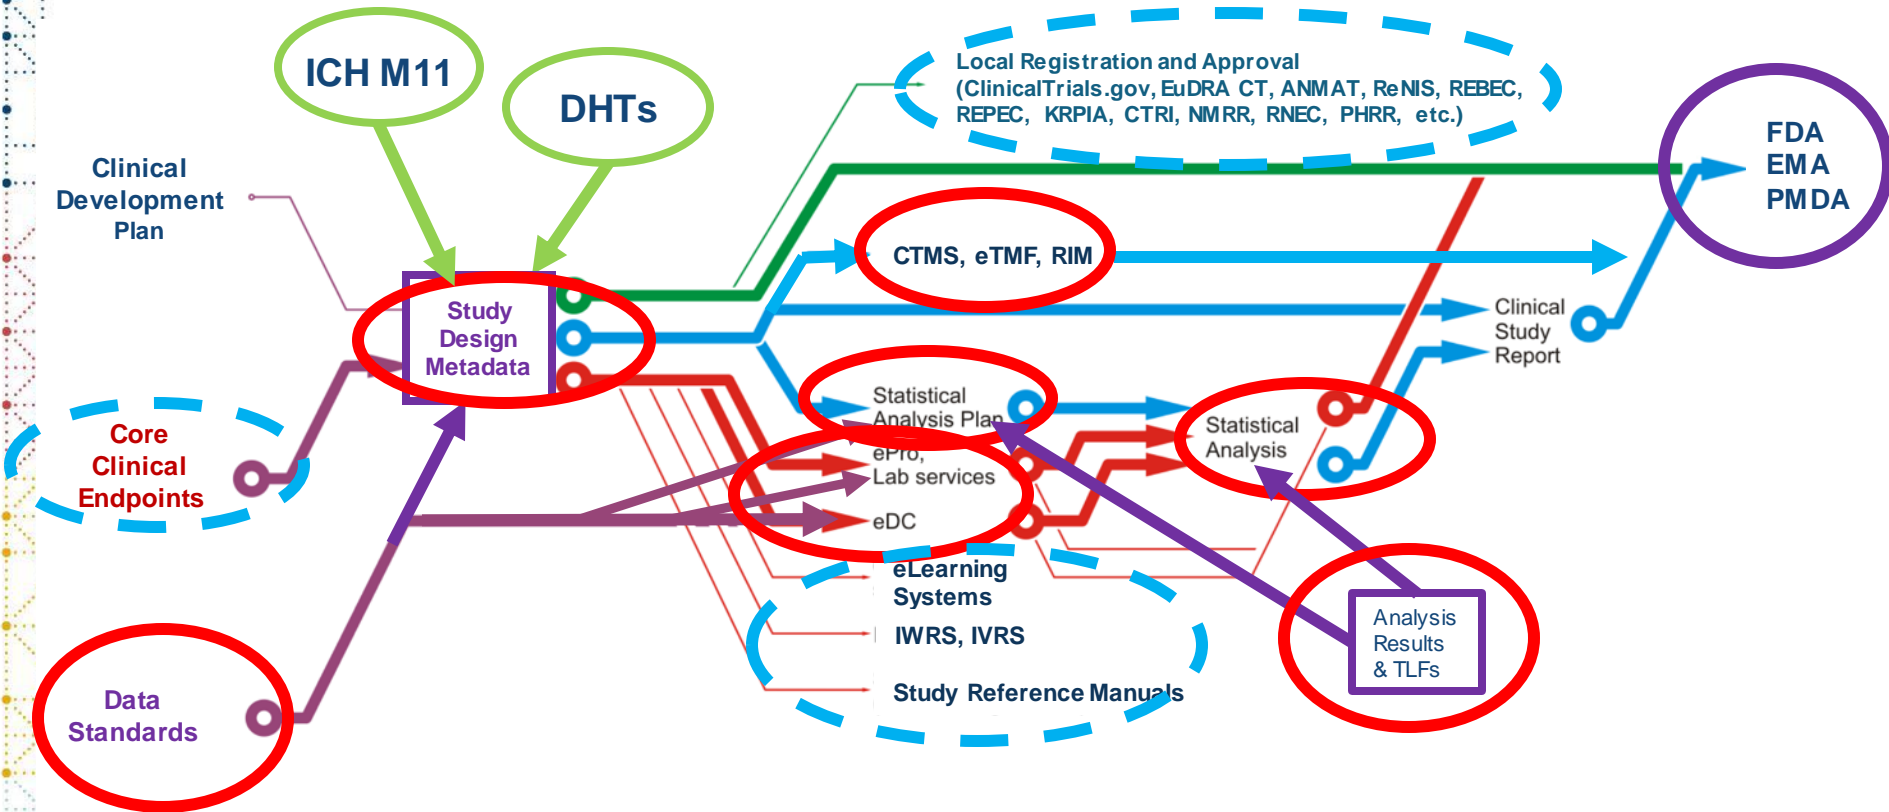 ICH M11
DHTs
Local Registration and Approval
(ClinicalTrials.gov, EuDRA CT, ANMAT, ReNIS, REBEC,
REPEC, KRPIA, CTRI, NMRR, RNEC, PHRR, etc.)
FDA
EMA
PMDA
Clinical
Development
Plan
CTMS, eTMF, RIM
Study
Design
Metadata
Clinical
Study
Report
Statistical
Analysis Plan
ePro,
Lab services
eDC
Statistical
Analysis
Core
Clinical
Endpoints
eLearning
Systems
IWRS, IVRS
Study Reference Manuals
Analysis
Results
& TLFs
Data
Standards